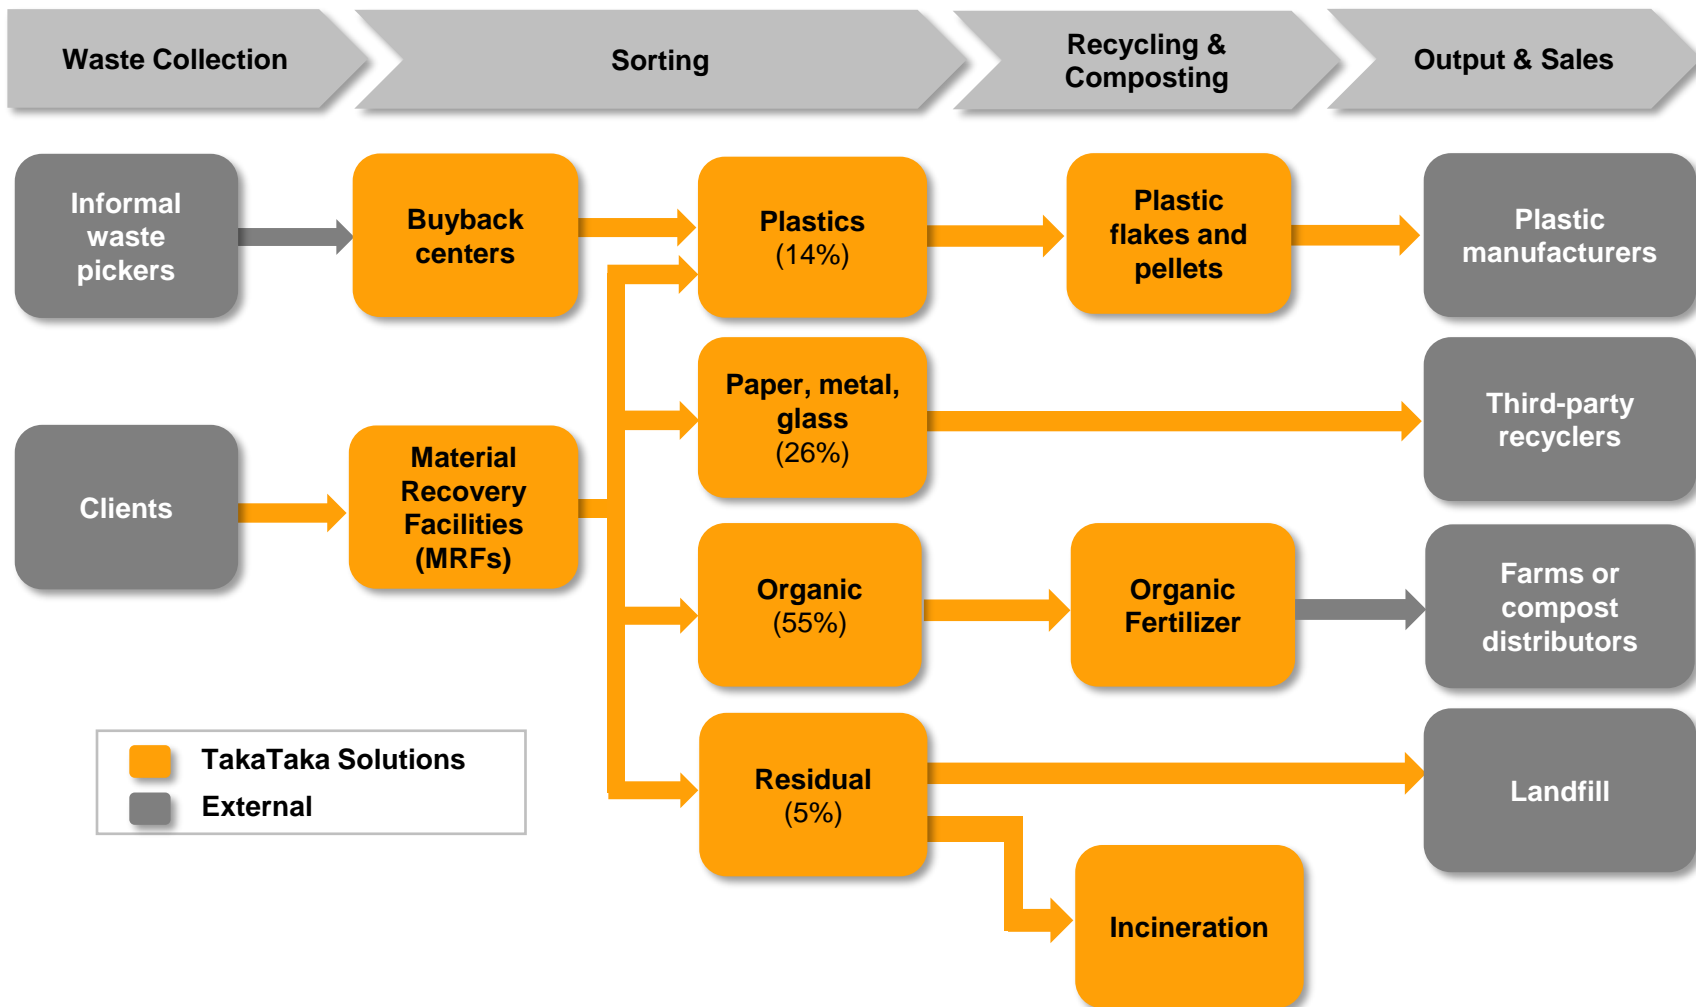 Waste Collection
Sorting
Recycling &
Composting
Output & Sales
Informal
waste
pickers
Buyback
centers
Plastics
(14%)
Plastic
flakes and
pellets
Plastic
manufacturers
Paper, metal,
glass
(26%)
Third-party
recyclers
Clients
Material
Recovery
Facilities
(MRFs)
Organic
(55%)
Organic
Fertilizer
Farms or
compost
distributors
Residual
(5%)
Landfill
Incineration
TakaTaka Solutions
External